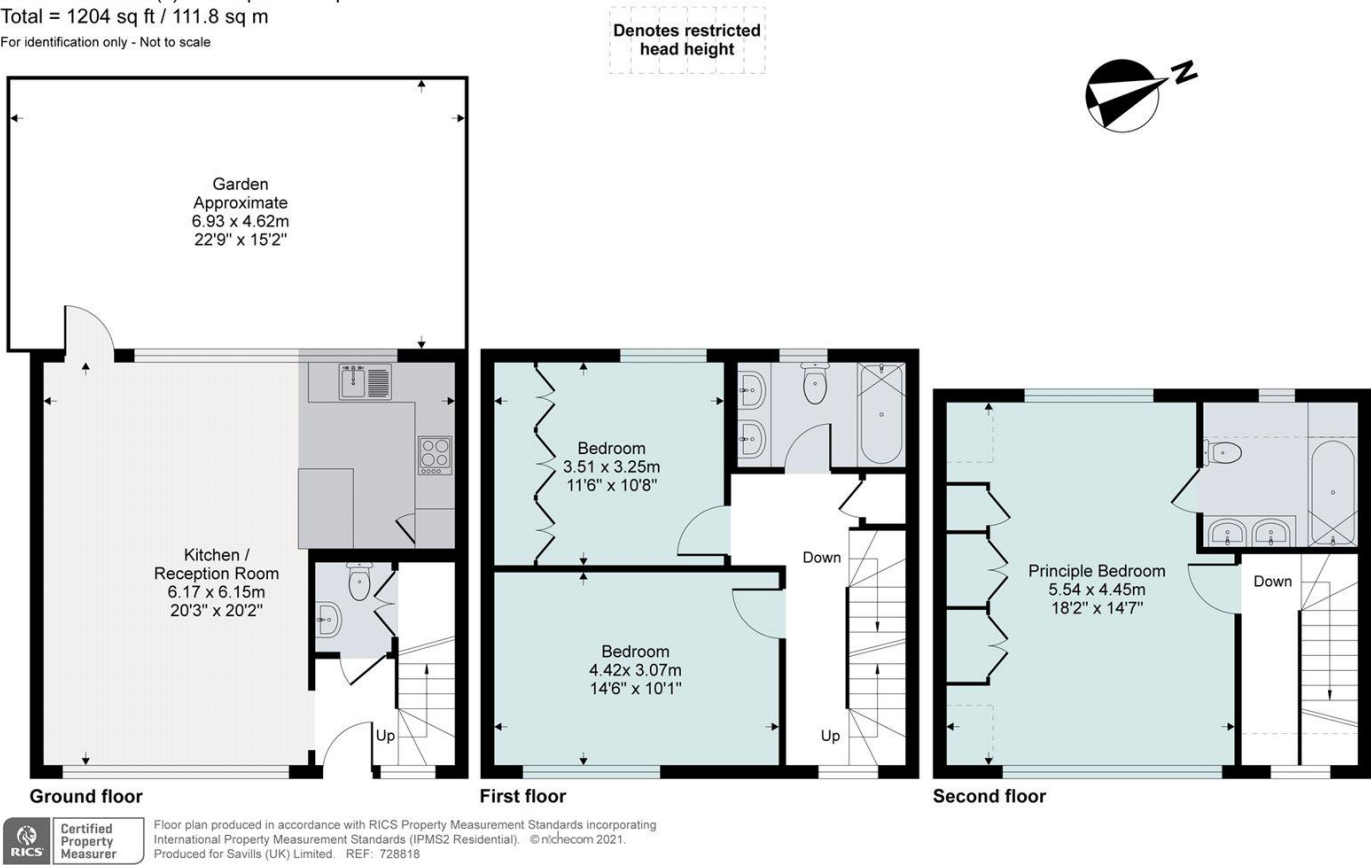 Total = 1204 sq ft / 111.8 sq m
For identification only - Not to scale
Denotes restricted
head height
N
Garden
Approximate
6.93 x 4.62m
22'9" x 15'2"
Kitchen /
Reception Room
6.17 x 6.15m
20'3" x 20'2"
Up
Ground floor
Bedroom
3.51 x 3.25m
11'6" x 10'8"
Down
Bedroom
4.42x 3.07m
14'6" x 10'1"
Up
First floor
Principle Bedroom
5.54 x 4.45m
18'2" x 14'7"
Down
Second floor
RICS
Certified
Property
Measurer
Floor plan produced in accordance with RICS Property Measurement Standards incorporating
International Property Measurement Standards (IPMS2 Residential). © nichecom 2021.
Produced for Savills (UK) Limited. REF: 728818